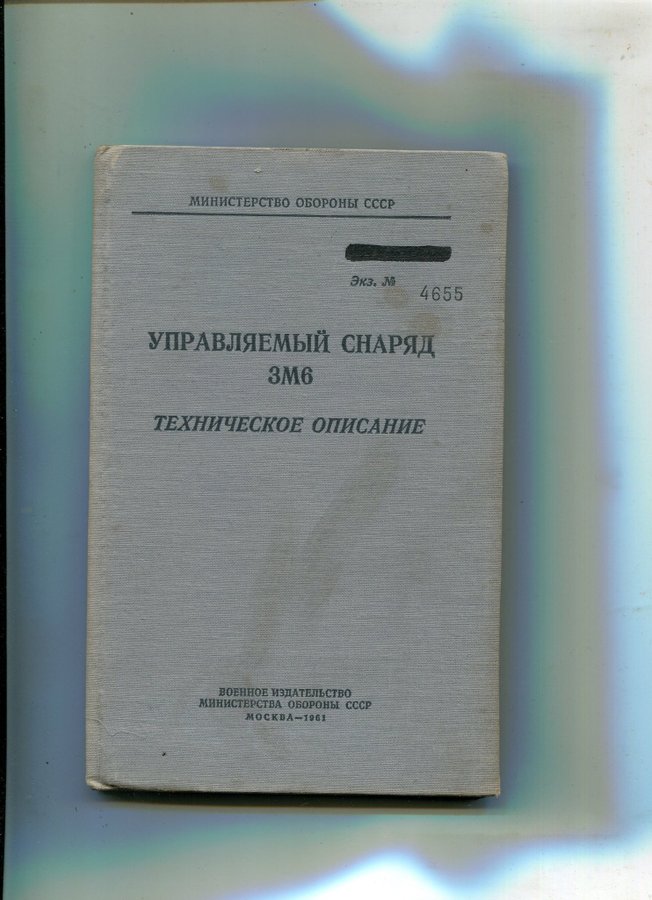 МИНИСТЕРСТВО ОБОРОНЫ СССР
Экз. №
4655
УПРАВЛЯЕМЫЙ СНАРЯД
3М6
ТЕХНИЧЕСКОЕ ОПИСАНИЕ
ВОЕННОЕ ИЗДАТЕЛЬСТВО
МИНИСТЕРСТВА ОБОРОНЫ СССР
МОСКВА—1961